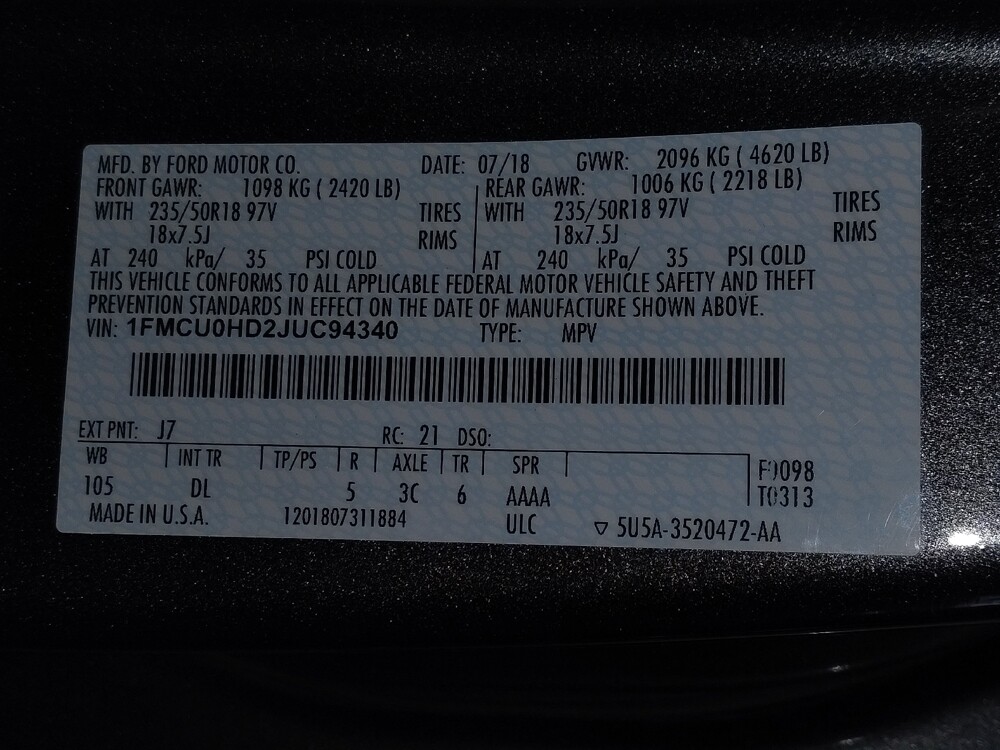 MFD. BY FORD MOTOR CO. DATE: 07/18 GVWR: 2096 KG ( 4620 LB)
FRONT GAWR: 1098 KG ( 2420 LB) REAR GAWR: 1006 KG ( 2218 LB)
WITH 235/50R18 97V TIRES WITH 235/50R18 97V TIRES
18x7.5J RIMS 18x7.5J RIMS
AT 240 kPa/ 35 PSI COLD AT 240 kPa/ 35 PSI COLD
THIS VEHICLE CONFORMS TO ALL APPLICABLE FEDERAL MOTOR VEHICLE SAFETY AND THEFT
PREVENTION STANDARDS IN EFFECT ON THE DATE OF MANUFACTURE SHOWN ABOVE.
VIN: 1FMCU0HD2JUC94340 TYPE: MPV
EXT PNT: J7 RC: 21 DSO:
WB INT TR TP/PS R AXLE TR SPR F0098
105 DL 5 3C 6 AAAA T0313
MADE IN U.S.A. 1201807311884 ULC ▽ 5U5A-3520472-AA